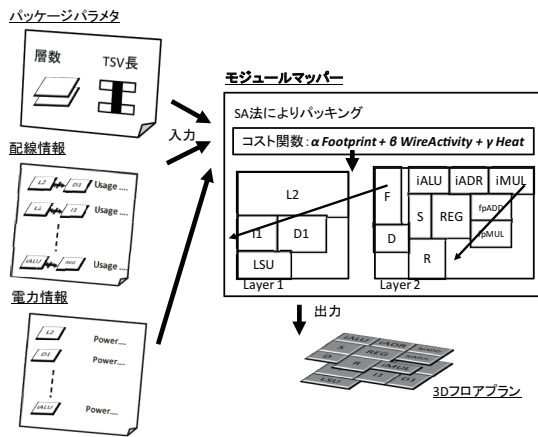 パッケージパラメタ
層数
TSV長
配線情報
L2
D1
Usage ....
L2
I1
Usage ....
iALU
REG
Usage ....
電力情報
L2
Power....
D1
Power....
iALU
Power....
入力
モジュールマッパー
SA法によりパッキング
コスト関数:α Footprint + β WireActivity + γ Heat
L2
I1
D1
LSU
Layer 1
F
iALU
iADR
iMUL
S
REG
fpADD
fpMUL
D
R
Layer 2
出力
iALU
iADR
S
REG
D
R
iMUL
LSU
I1
D1
3Dフロアプラン